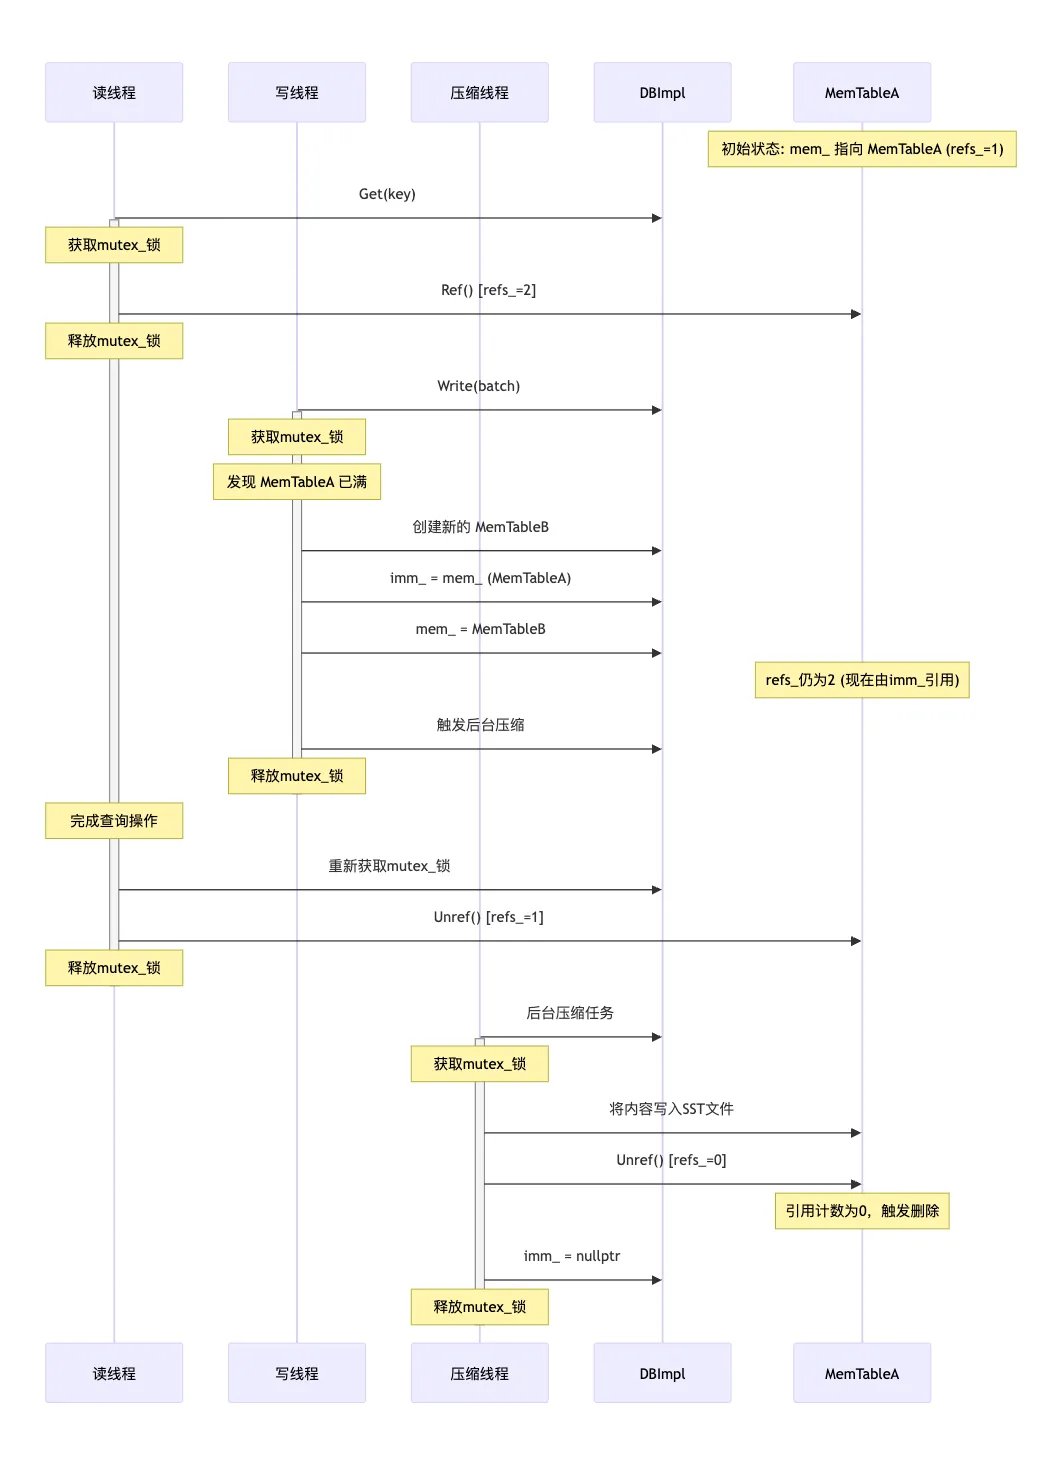 读线程
写线程
压缩线程
DBImpl
MemTableA
初始状态: mem_ 指向 MemTableA (refs_=1)
Get(key)
获取mutex_锁
Ref() [refs_=2]
释放mutex_锁
Write(batch)
获取mutex_锁
发现 MemTableA 已满
创建新的 MemTableB
imm_ = mem_ (MemTableA)
mem_ = MemTableB
refs_仍为2 (现在由imm_引用)
触发后台压缩
释放mutex_锁
完成查询操作
重新获取mutex_锁
Unref() [refs_=1]
释放mutex_锁
后台压缩任务
获取mutex_锁
将内容写入SST文件
Unref() [refs_=0]
引用计数为0，触发删除
imm_ = nullptr
释放mutex_锁
读线程
写线程
压缩线程
DBImpl
MemTableA